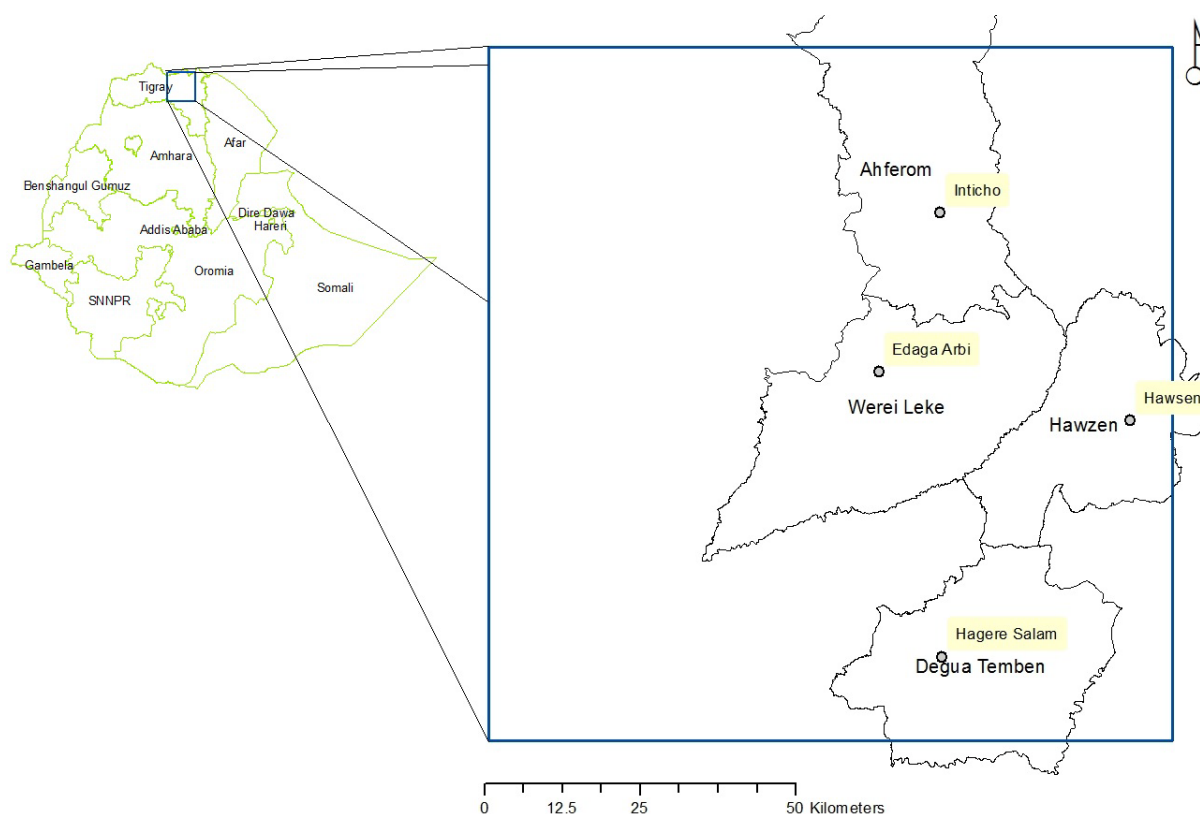 Tigray
Afar
Amhara
Benshangul Gumuz
Dire Dawa
Hareri
Addis Ababa
Gambela
Oromia
Somali
SNNPR
N
Ahferom
Inticho
Edaga Arbi
Werei Leke
Hawsen
Hawzen
Hagere Salam
Degua Temben
0 12.5 25 50 Kilometers